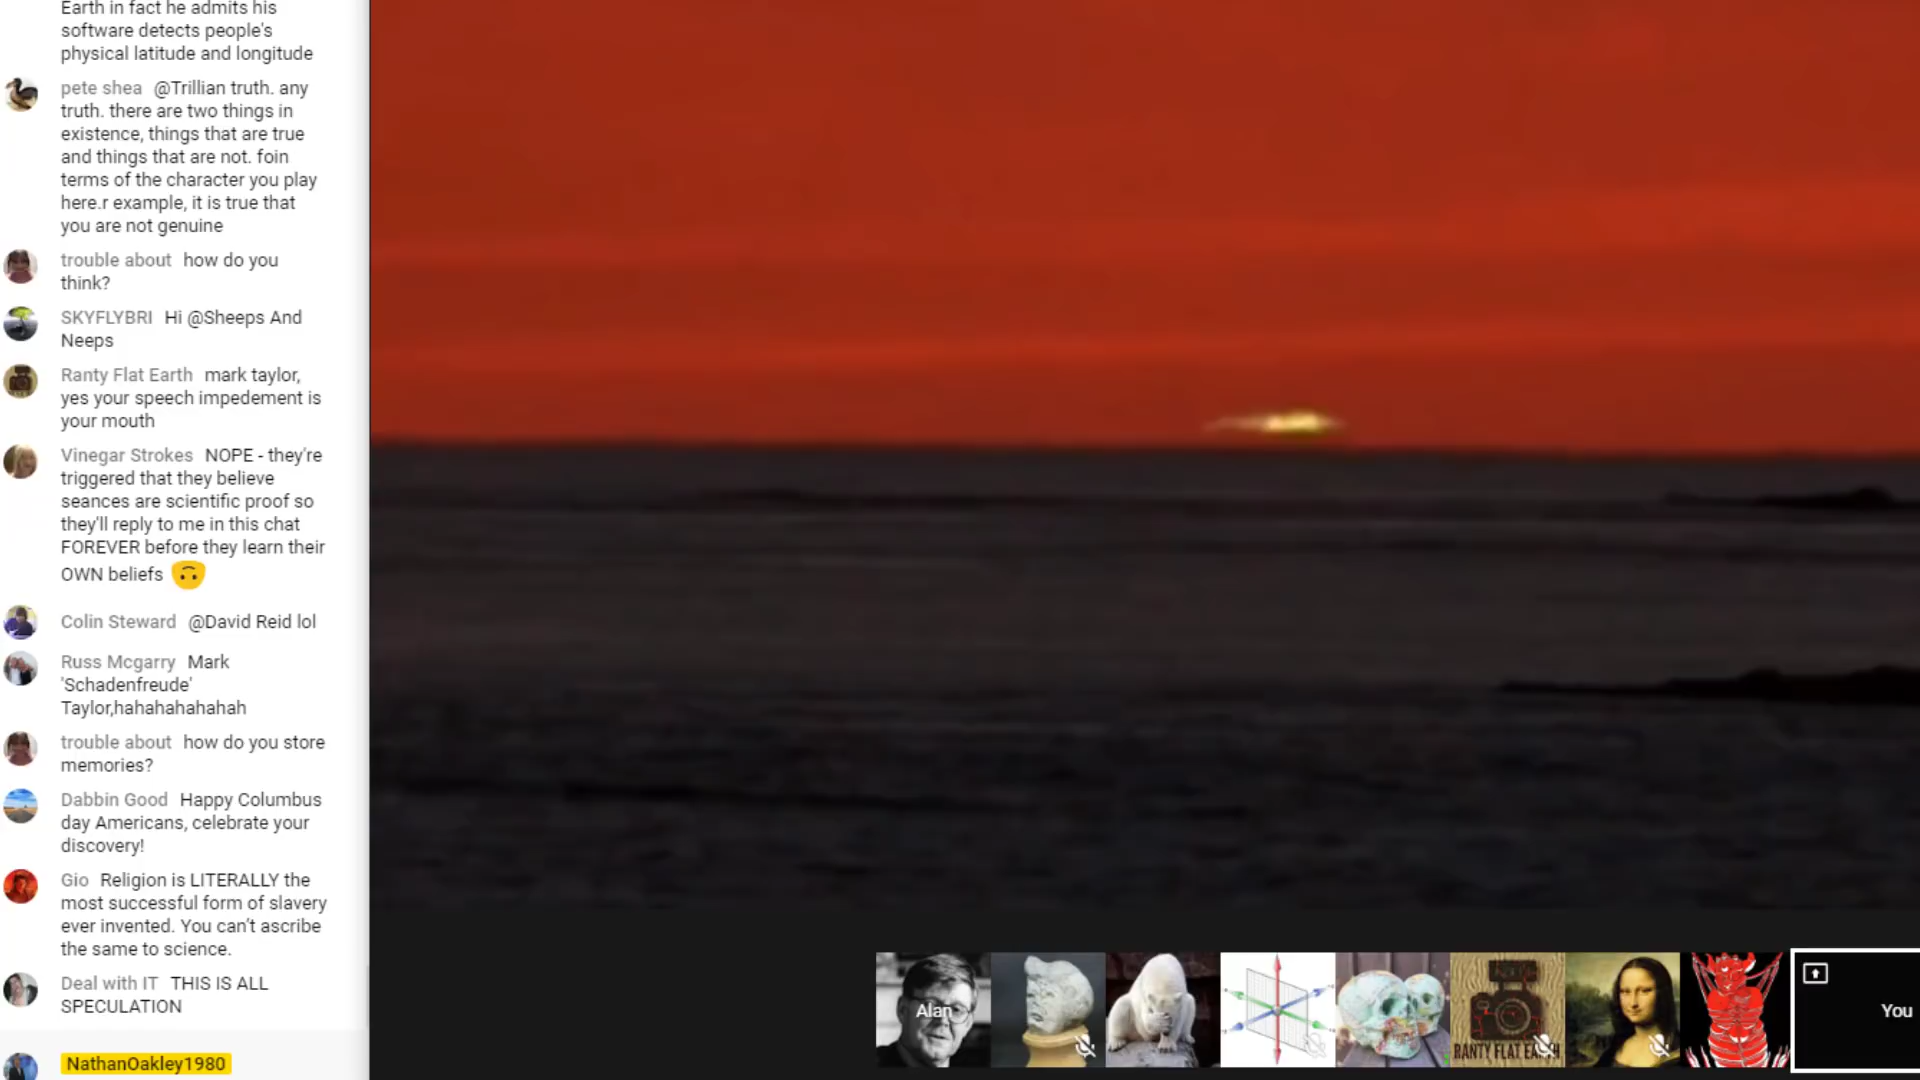 Earth in fact he admits his
software detects people's
physical latitude and longitude
pete shea @Trillian truth. any
truth. there are two things in
existence, things that are true
and things that are not. foin
terms of the character you play
here.r example, it is true that
you are not genuine
trouble about how do you
think?
SKYFLYBRI Hi @Sheeps And
Neeps
Ranty Flat Earth mark taylor,
yes your speech impedement is
your mouth
Vinegar Strokes NOPE - they're
triggered that they believe
seances are scientific proof so
they'll reply to me in this chat
FOREVER before they learn their
OWN beliefs 🙃
Colin Steward @David Reid lol
Russ Mcgarry Mark
'Schadenfreude'
Taylor,hahahahahahah
trouble about how do you store
memories?
Dabbin Good Happy Columbus
day Americans, celebrate your
discovery!
Gio Religion is LITERALLY the
most successful form of slavery
ever invented. You can't ascribe
the same to science.
Deal with IT THIS IS ALL
SPECULATION
NathanOakley1980
Alan
RANTY FLAT EARTH
You